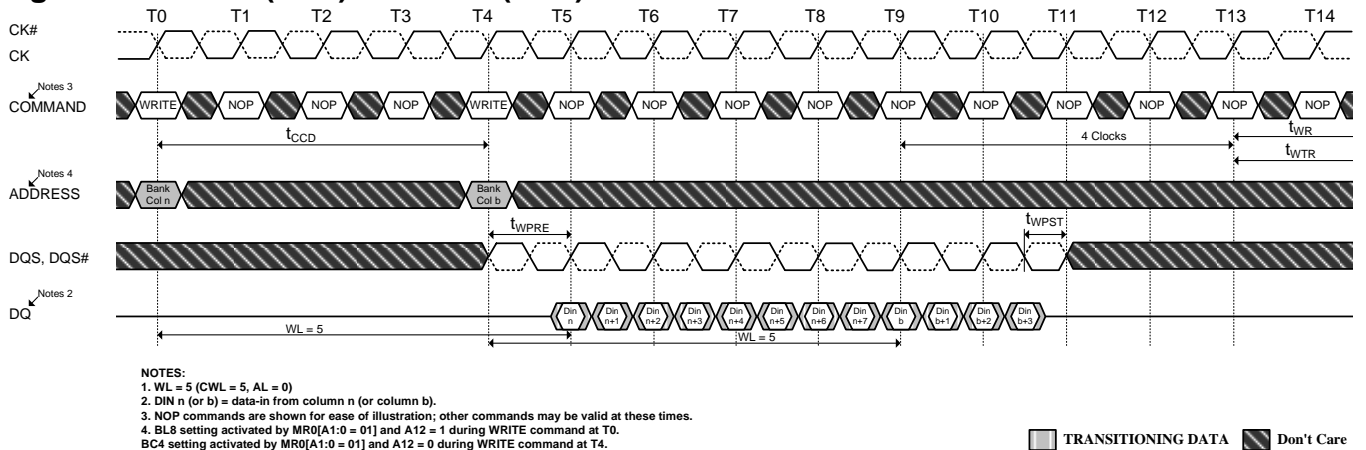 T0 T1 T2 T3 T4 T5 T6 T7 T8 T9 T10 T11 T12 T13 T14
CK#
CK
Notes 3
COMMAND
WRITE NOP NOP NOP WRITE NOP NOP NOP NOP NOP NOP NOP NOP NOP NOP
tCCD
4 Clocks
tWR
tWTR
Notes 4
ADDRESS
Bank Col n
Bank Col b
tWPRE
tWPST
DQS, DQS#
Notes 2
DQ
Din n Din n+1 Din n+2 Din n+3 Din n+4 Din n+5 Din n+6 Din n+7 Din b Din b+1 Din b+2 Din b+3
WL = 5
WL = 5
NOTES:
1. WL = 5 (CWL = 5, AL = 0)
2. DIN n (or b) = data-in from column n (or column b).
3. NOP commands are shown for ease of illustration; other commands may be valid at these times.
4. BL8 setting activated by MR0[A1:0 = 01] and A12 = 1 during WRITE command at T0.
BC4 setting activated by MR0[A1:0 = 01] and A12 = 0 during WRITE command at T4.
TRANSITIONING DATA
Don't Care